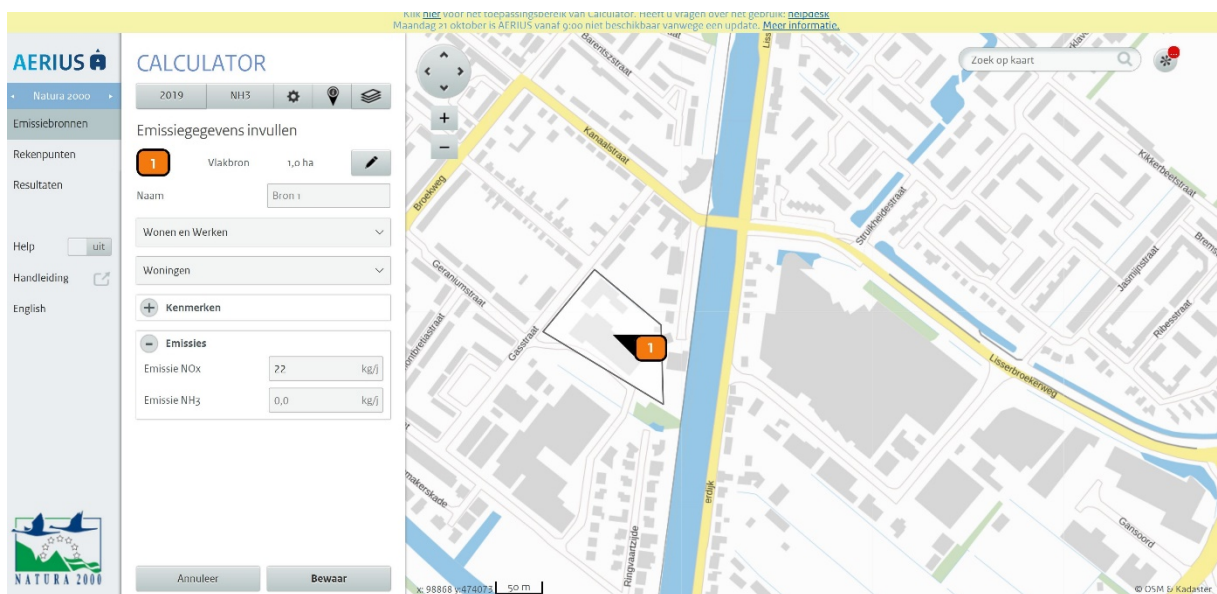 Klik hier voor het toepassingsbereik van Calculator. Heeft u vragen over het gebruik: helpdesk
Maandag 21 oktober is AERIUS vanaf 9:00 niet beschikbaar vanwege een update. Meer informatie.
AERIUS
Natura 2000
Emissiebronnen
Rekenpunten
Resultaten
Help uit
Handleiding
English
NATURA 2000
CALCULATOR
2019 NH3
Emissiegegevens invullen
1 Vlakbron 1,0 ha
Naam Bron 1
Wonen en Werken
Woningen
+ Kenmerken
− Emissies
Emissie NOx 22 kg/j
Emissie NH3 0,0 kg/j
Annuleer Bewaar
+
−
Zoek op kaart
Barentszstraat
Kanaalstraat
Broekweg
Geraniumstraat
Gasstraat
1
Struikheidestraat
Kikkerbeetstraat
Jasmijnstraat
Ribesstraat
Lisserbroekerweg
Ringvaartzijde
erdijk
Gansoord
x: 98868 y:474073 50 m
© OSM & Kadaster